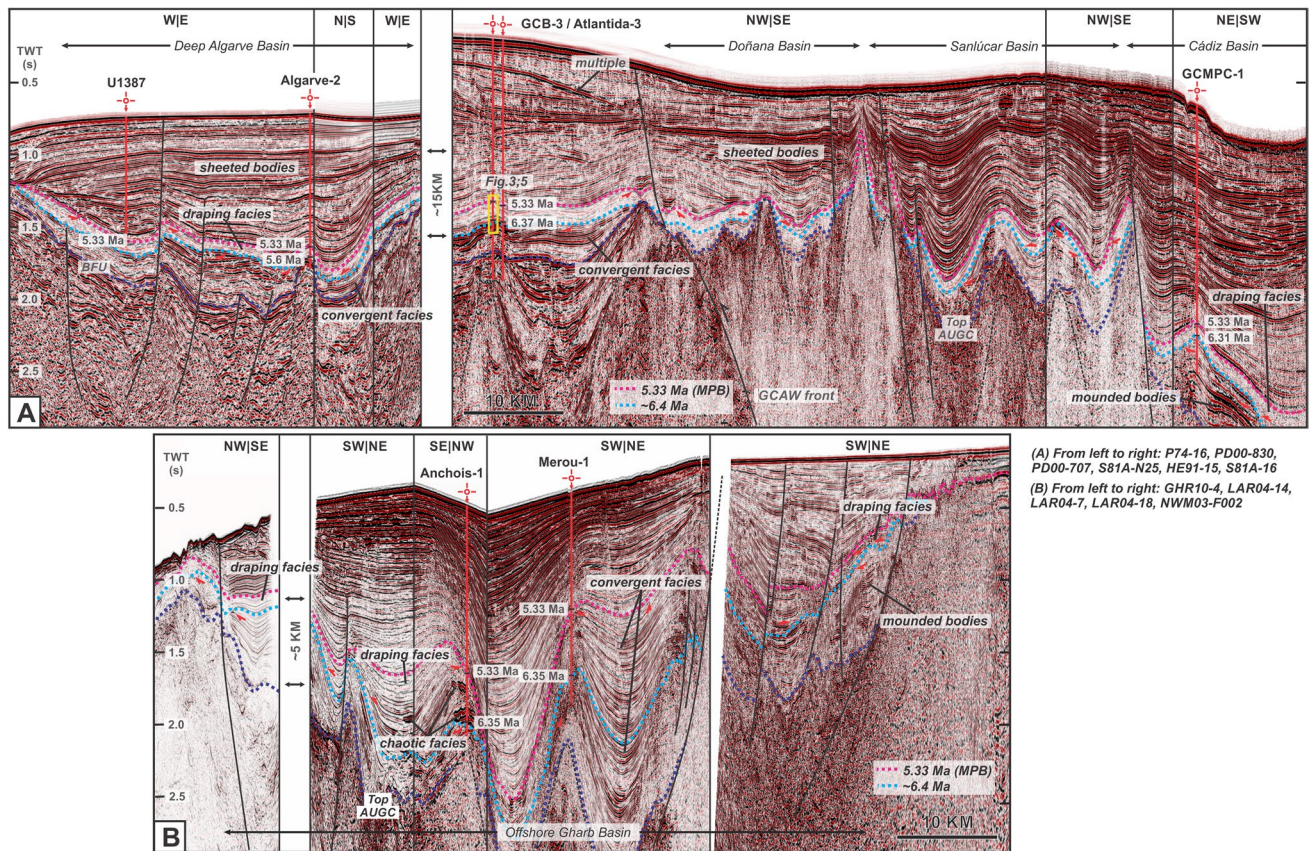 W|E
N|S
W|E
GCB-3 / Atlantida-3
NW|SE
NW|SE
NE|SW
TWT
(s)
Deep Algarve Basin
Doñana Basin
Sanlúcar Basin
Cádiz Basin
multiple
0.5
U1387
Algarve-2
GCMPC-1
1.0
sheeted bodies
sheeted bodies
~15KM
Fig.3;5
draping facies
5.33 Ma
1.5
5.33 Ma
5.33 Ma
6.37 Ma
BFU
5.6 Ma
convergent facies
2.0
convergent facies
draping facies
5.33 Ma
6.31 Ma
Top
AUGC
2.5
5.33 Ma (MPB)
~6.4 Ma
mounded bodies
A
10 KM
GCAW front
NW|SE
SW|NE
SE|NW
SW|NE
SW|NE
TWT
(s)
Anchois-1
Merou-1
0.5
draping facies
draping facies
1.0
convergent facies
5.33 Ma
mounded bodies
~5 KM
1.5
draping facies
5.33 Ma
6.35 Ma
2.0
6.35 Ma
chaotic facies
5.33 Ma (MPB)
~6.4 Ma
2.5
Top
AUGC
B
Offshore Gharb Basin
10 KM
(A) From left to right: P74-16, PD00-830,
PD00-707, S81A-N25, HE91-15, S81A-16
(B) From left to right: GHR10-4, LAR04-14,
LAR04-7, LAR04-18, NWM03-F002